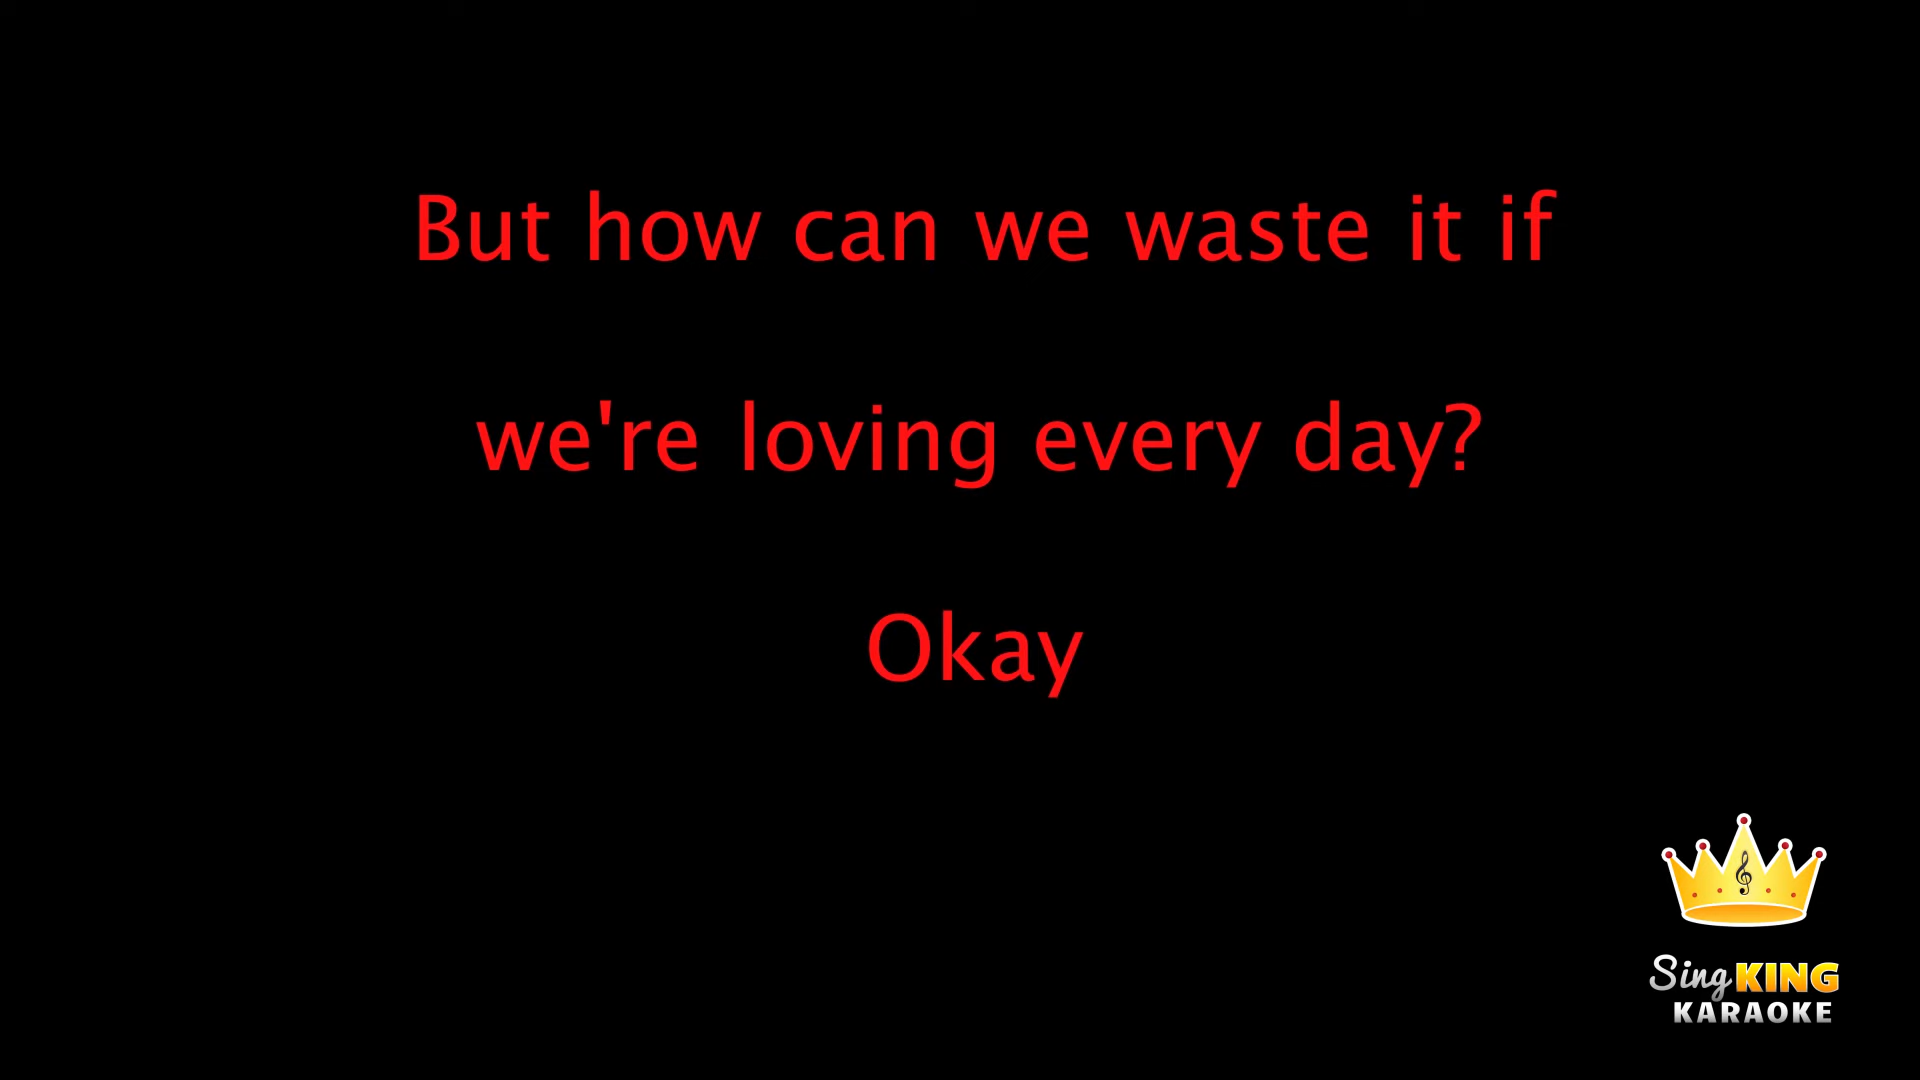 But how can we waste it if
we're loving every day?
Okay
Sing KING
KARAOKE